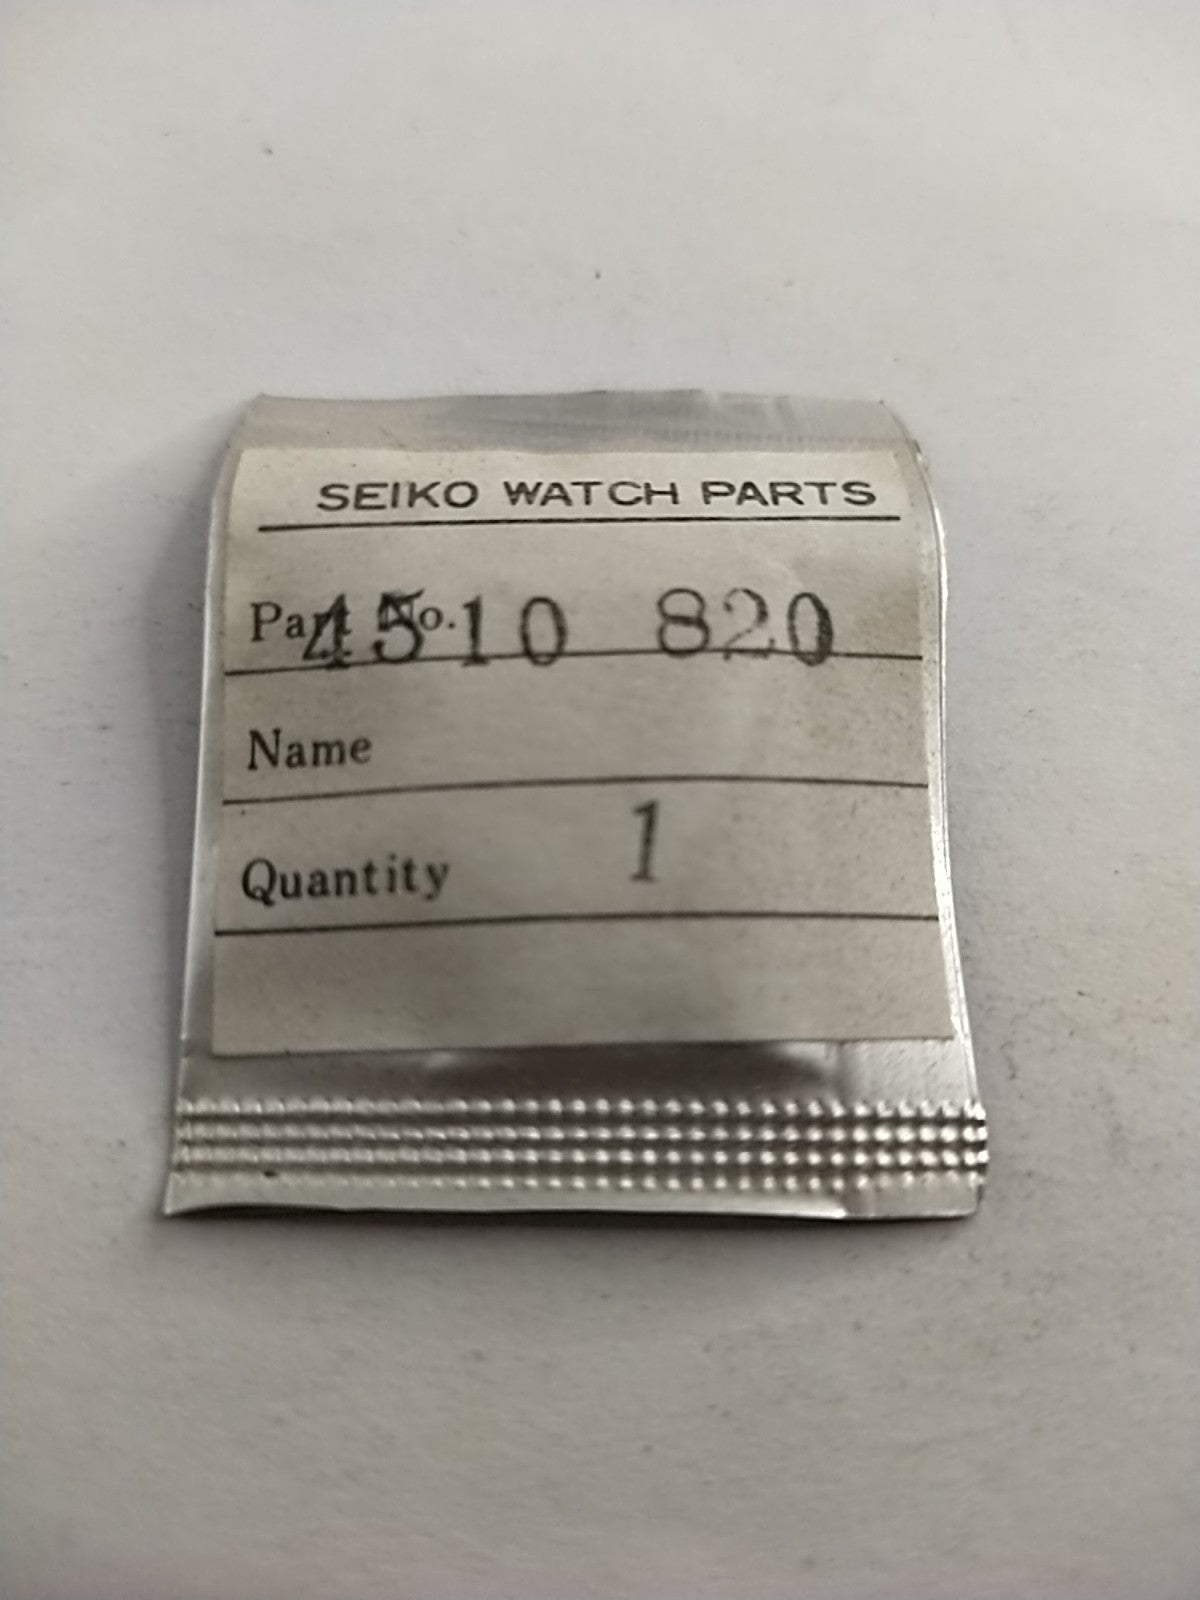 SEIKO WATCH PARTS
Part No. 4510 820
Name
Quantity 1